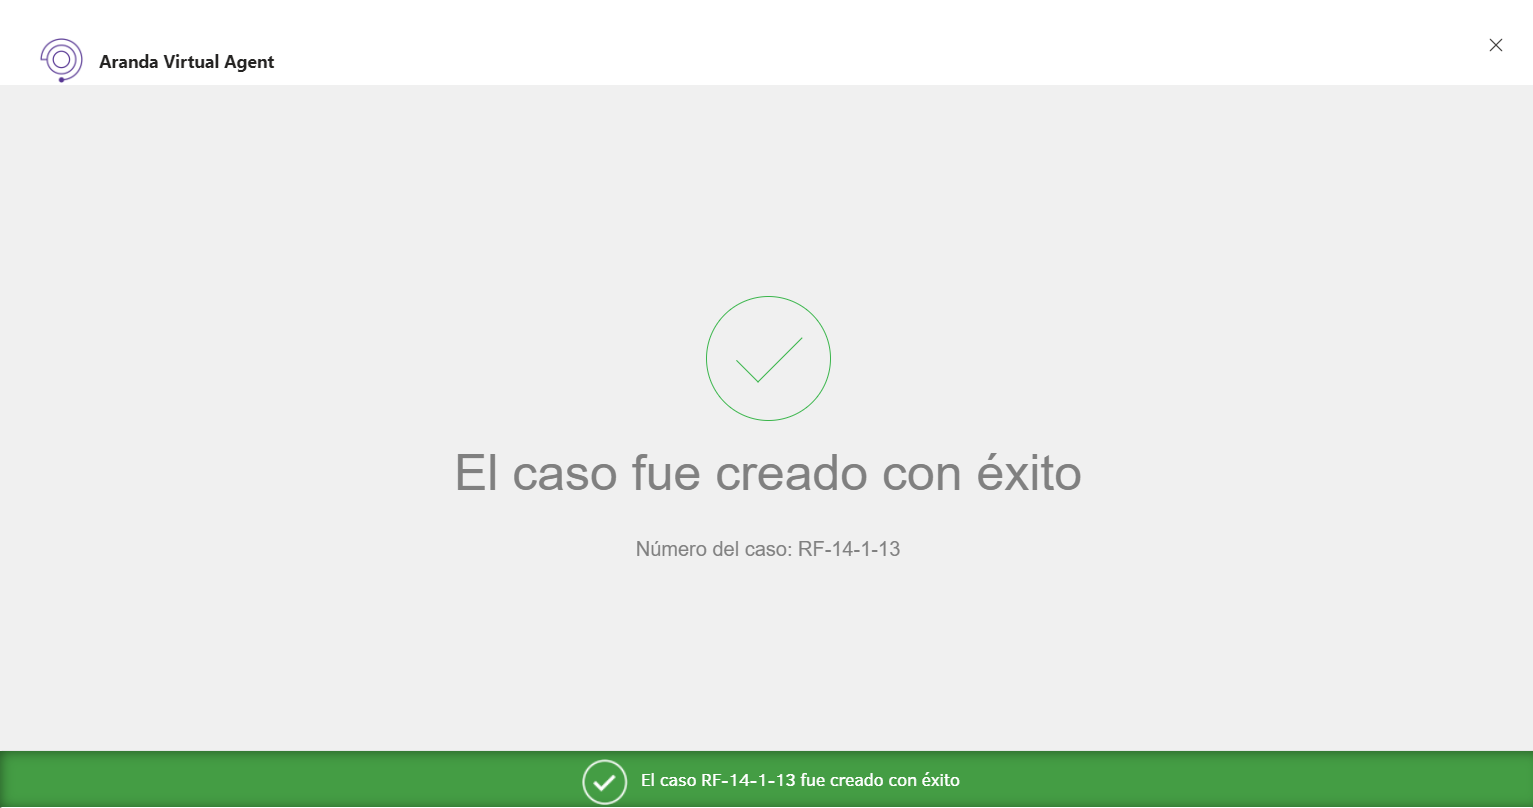 Aranda Virtual Agent
El caso fue creado con éxito
Número del caso: RF-14-1-13
El caso RF-14-1-13 fue creado con éxito